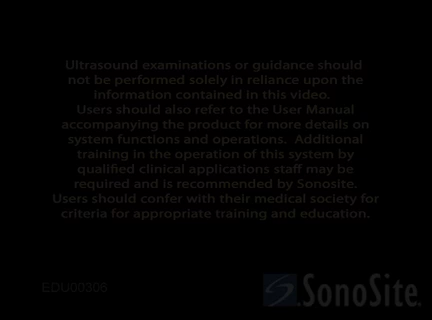 Ultrasound examinations or guidance should
not be performed solely in reliance upon the
information contained in this video.
Users should also refer to the User Manual
accompanying the product for more details on
system functions and operations.  Additional
training in the operation of this system by
qualified clinical applications staff may be
required and is recommended by Sonosite.
Users should confer with their medical society for
criteria for appropriate training and education.
EDU00306
SonoSite.